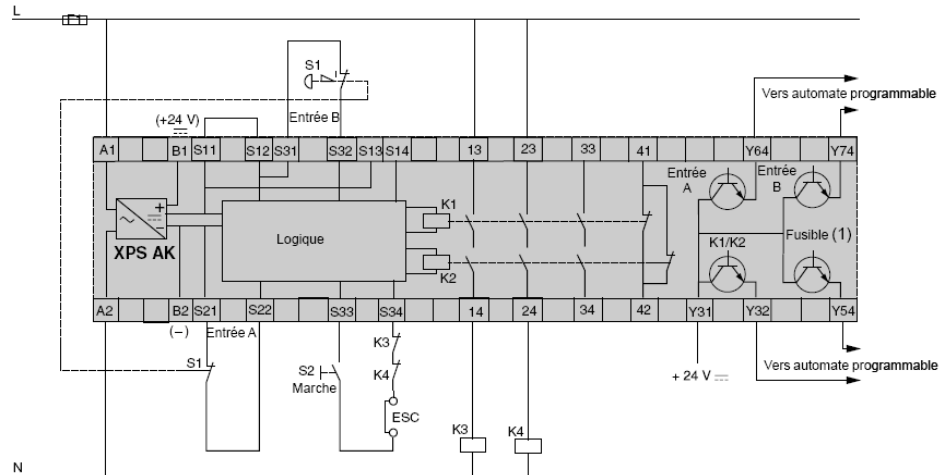 L
F1
S1
(+24 V)
Entrée B
Vers automate programmable
A1 B1 S11 S12 S31 S32 S13 S14 13 23 33 41 Y64 Y74
Entrée A
Entrée B
K1
XPS AK
Logique
K1/K2
Fusible (1)
K2
A2 B2 S21 S22 S33 S34 14 24 34 42 Y31 Y32 Y54
(–)
Entrée A
K3
S1
S2
Marche
K4
+ 24 V
Vers automate programmable
ESC
K3
K4
N